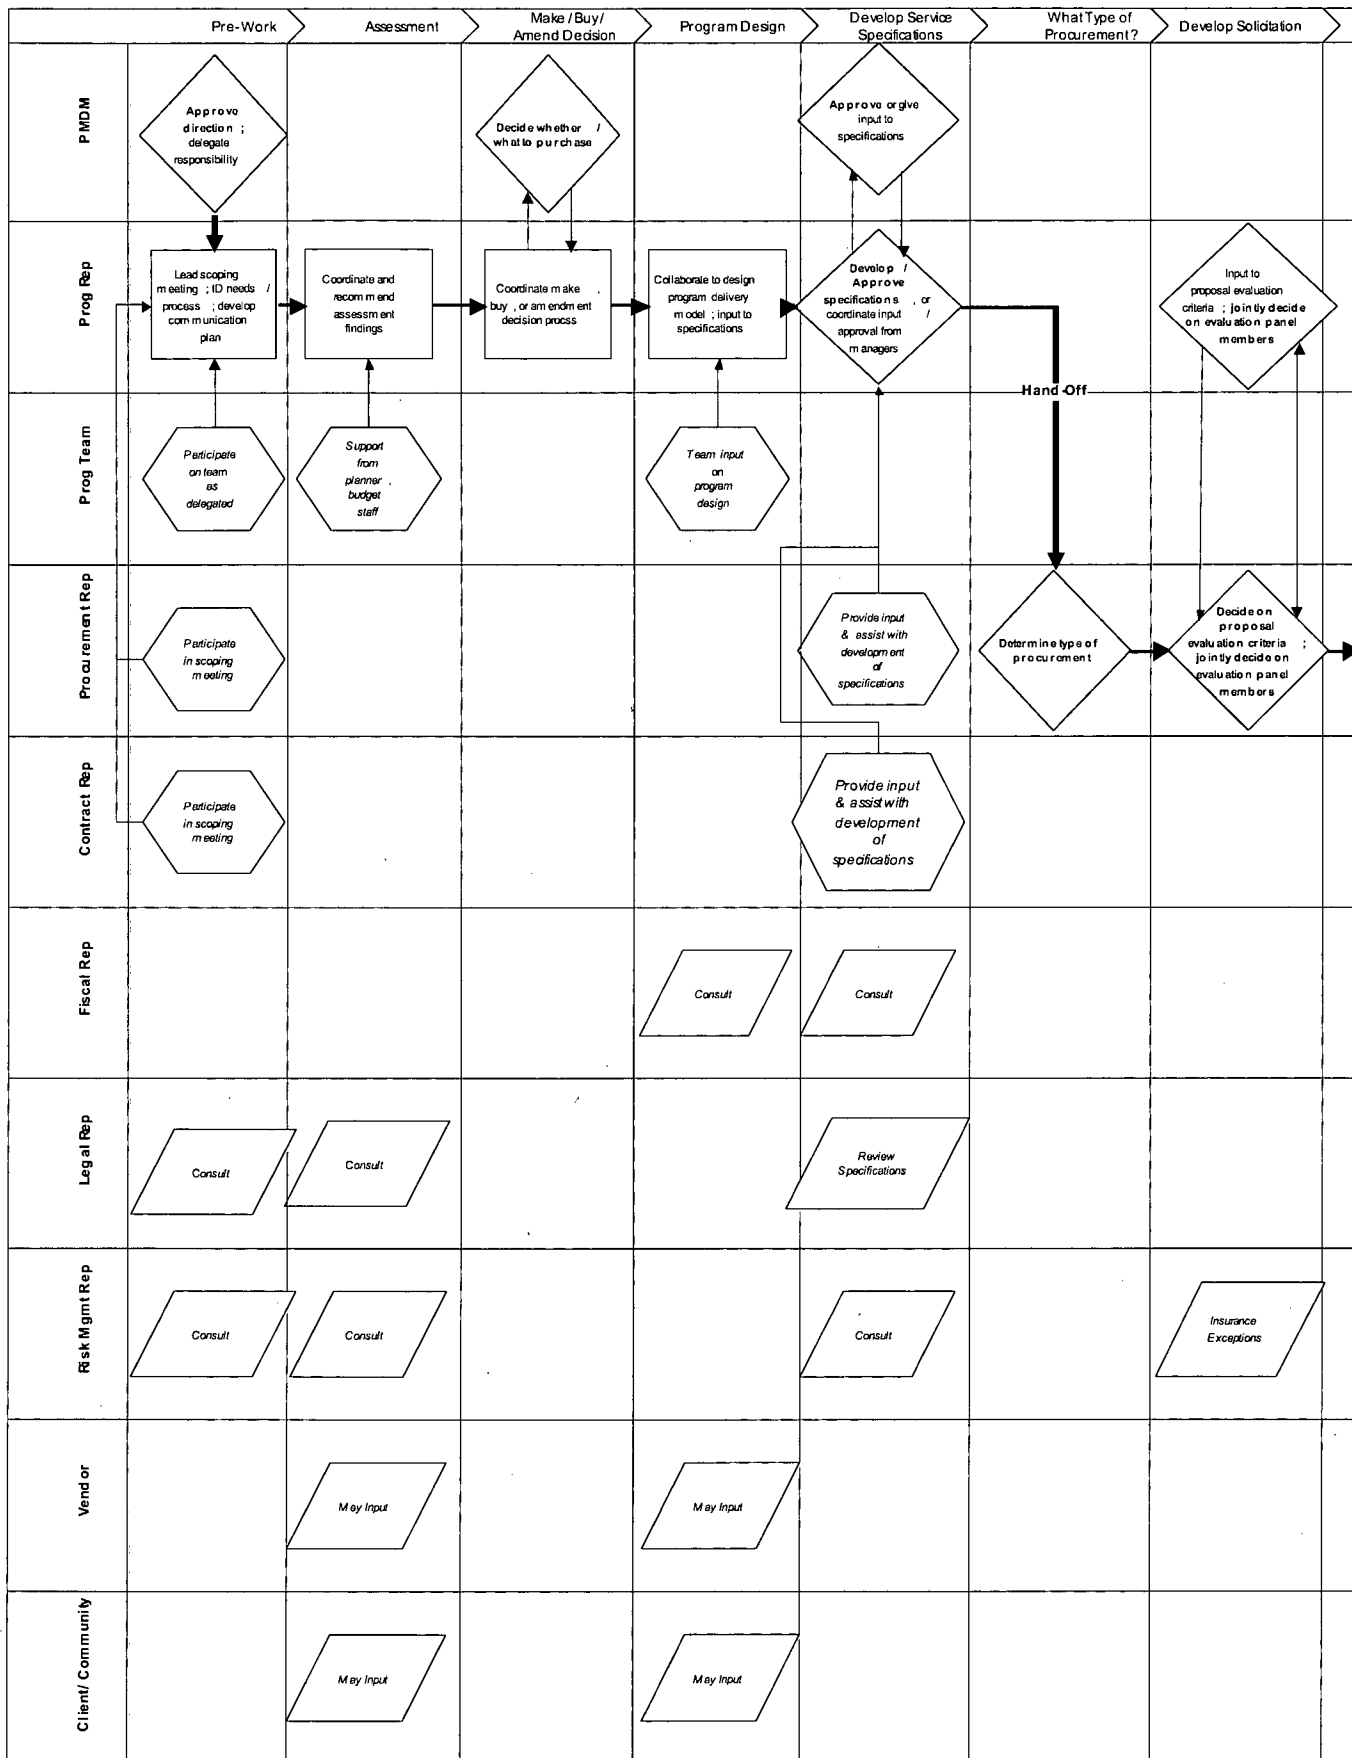 Pre-Work
Assessment
Make / Buy /
Amend Decision
Program Design
Develop Service
Specifications
What Type of
Procurement?
Develop Solicitation
PMDM
Approve
direction ;
delegate
responsibility
Decide whether /
what to purchase
Approve or give
input to
specifications
Prog Rep
Lead scoping
meeting ; ID needs /
process ; develop
communication
plan
Coordinate and
recommend
assessment
findings
Coordinate make ,
buy , or amendment
decision procss
Collaborate to design
program delivery
model ; input to
specifications
Develop /
Approve
specifications , or
coordinate input /
approval from
managers
Input to
proposal evaluation
criteria ; jointly decide
on evaluation panel
members
Hand-Off
Prog Team
Participate
on team
as
delegated
Support
from
planner ,
budget
staff
Team input
on
program
design
Procurement Rep
Participate
in scoping
meeting
Provide input
& assist with
development
of
specifications
Determine type of
procurement
Decide on
proposal
evaluation criteria ;
jointly decide on
evaluation panel
members
Contract Rep
Participate
in scoping
meeting
Provide input
& assist with
development
of
specifications
Fiscal Rep
Consult
Consult
Legal Rep
Consult
Consult
Review
Specifications
Risk Mgmt Rep
Consult
Consult
Consult
Insurance
Exceptions
Vendor
May Input
May Input
Client/ Community
May Input
May Input